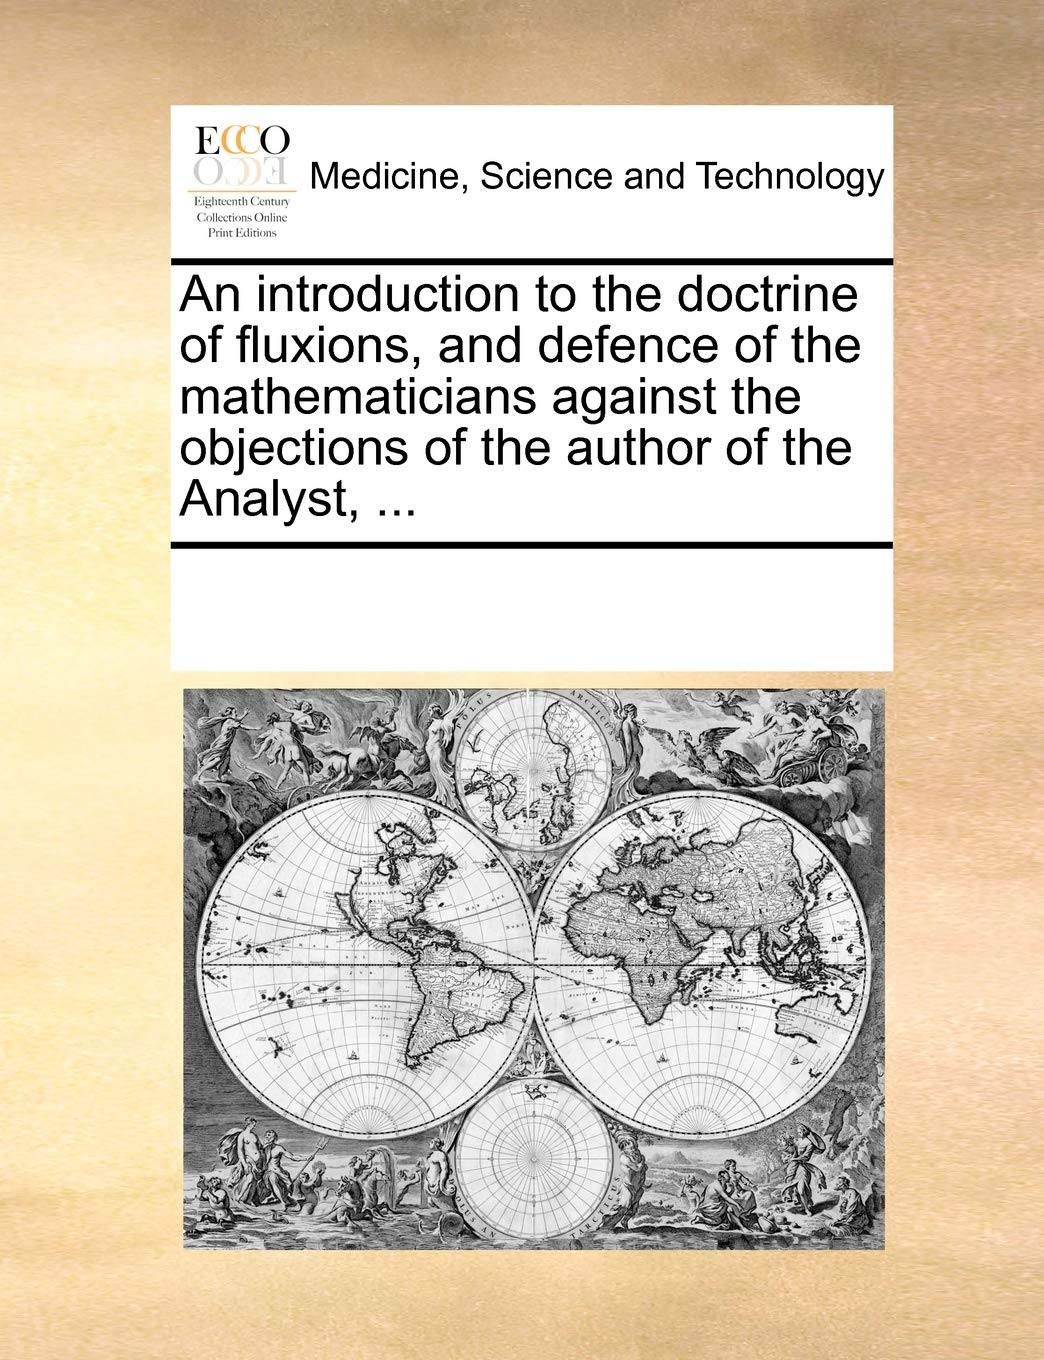 ECCO
Eighteenth Century
Collections Online
Print Editions
Medicine, Science and Technology
An introduction to the doctrine
of fluxions, and defence of the
mathematicians against the
objections of the author of the
Analyst, ...